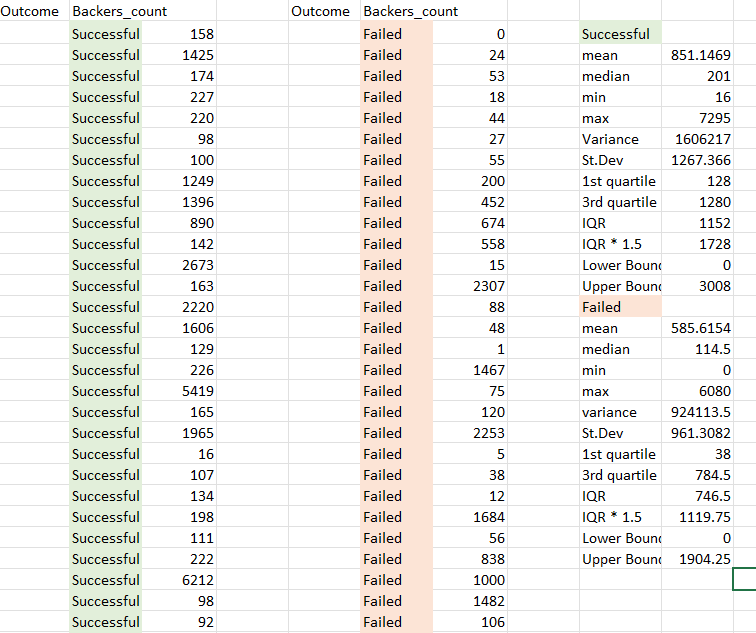 Outcome Backers_count Outcome Backers_count
Successful 158 Failed 0 Successful
Successful 1425 Failed 24 mean 851.1469
Successful 174 Failed 53 median 201
Successful 227 Failed 18 min 16
Successful 220 Failed 44 max 7295
Successful 98 Failed 27 Variance 1606217
Successful 100 Failed 55 St.Dev 1267.366
Successful 1249 Failed 200 1st quartile 128
Successful 1396 Failed 452 3rd quartile 1280
Successful 890 Failed 674 IQR 1152
Successful 142 Failed 558 IQR * 1.5 1728
Successful 2673 Failed 15 Lower Boun 0
Successful 163 Failed 2307 Upper Boun 3008
Successful 2220 Failed 88 Failed
Successful 1606 Failed 48 mean 585.6154
Successful 129 Failed 1 median 114.5
Successful 226 Failed 1467 min 0
Successful 5419 Failed 75 max 6080
Successful 165 Failed 120 variance 924113.5
Successful 1965 Failed 2253 St.Dev 961.3082
Successful 16 Failed 5 1st quartile 38
Successful 107 Failed 38 3rd quartile 784.5
Successful 134 Failed 12 IQR 746.5
Successful 198 Failed 1684 IQR * 1.5 1119.75
Successful 111 Failed 56 Lower Boun 0
Successful 222 Failed 838 Upper Boun 1904.25
Successful 6212 Failed 1000
Successful 98 Failed 1482
Successful 92 Failed 106